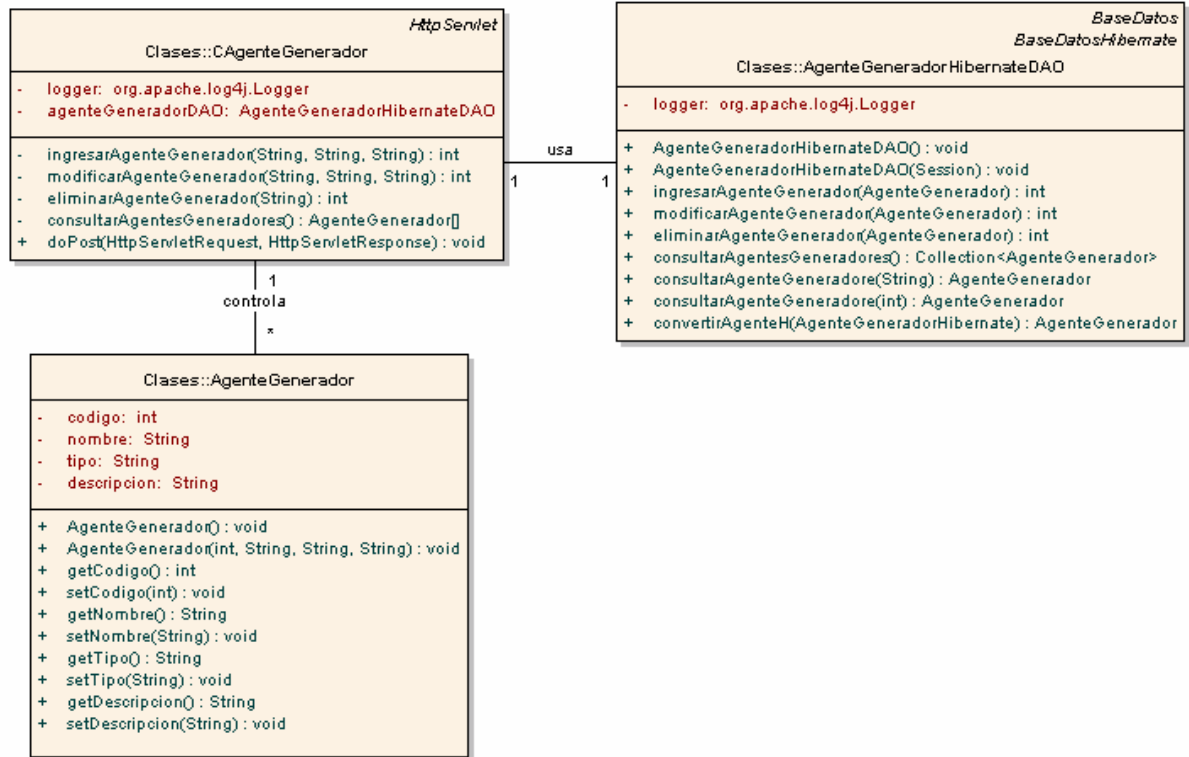 HttpServlet
Clases::CAgenteGenerador
- logger: org.apache.log4j.Logger
- agenteGeneradorDAO: AgenteGeneradorHibernateDAO
- ingresarAgenteGenerador(String, String, String) : int
- modificarAgenteGenerador(String, String, String) : int
- eliminarAgenteGenerador(String) : int
- consultarAgentesGeneradores() : AgenteGenerador[]
+ doPost(HttpServletRequest, HttpServletResponse) : void
usa
1
1
BaseDatos
BaseDatosHibernate
Clases::AgenteGeneradorHibernateDAO
- logger: org.apache.log4j.Logger
+ AgenteGeneradorHibernateDAO() : void
+ AgenteGeneradorHibernateDAO(Session) : void
+ ingresarAgenteGenerador(AgenteGenerador) : int
+ modificarAgenteGenerador(AgenteGenerador) : int
+ eliminarAgenteGenerador(AgenteGenerador) : int
+ consultarAgentesGeneradores() : Collection<AgenteGenerador>
+ consultarAgenteGeneradore(String) : AgenteGenerador
+ consultarAgenteGeneradore(int) : AgenteGenerador
+ convertirAgenteH(AgenteGeneradorHibernate) : AgenteGenerador
1
controla
*
Clases::AgenteGenerador
- codigo: int
- nombre: String
- tipo: String
- descripcion: String
+ AgenteGenerador() : void
+ AgenteGenerador(int, String, String, String) : void
+ getCodigo() : int
+ setCodigo(int) : void
+ getNombre() : String
+ setNombre(String) : void
+ getTipo() : String
+ setTipo(String) : void
+ getDescripcion() : String
+ setDescripcion(String) : void